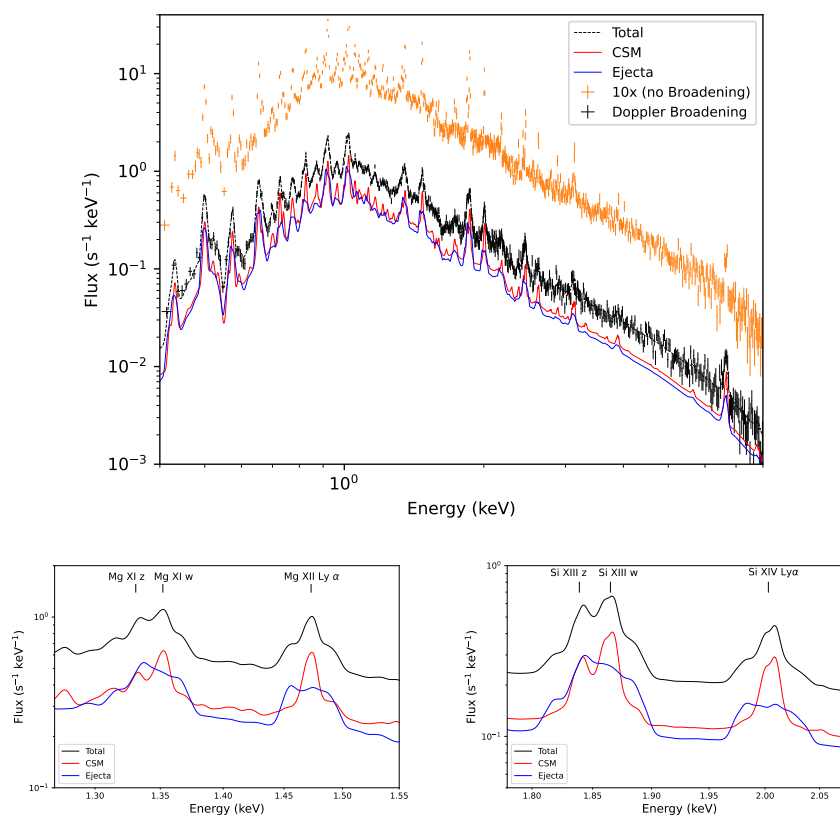 Total
CSM
Ejecta
10x (no Broadening)
Doppler Broadening
10¹
10⁰
10⁻¹
10⁻²
10⁻³
Flux (s⁻¹ keV⁻¹)
10⁰
Energy (keV)
Mg XI z Mg XI w Mg XII Ly α
10⁰
10⁻¹
Flux (s⁻¹ keV⁻¹)
Total
CSM
Ejecta
1.30 1.35 1.40 1.45 1.50 1.55
Energy (keV)
Si XIII z Si XIII w Si XIV Lyα
10⁰
10⁻¹
Flux (s⁻¹ keV⁻¹)
Total
CSM
Ejecta
1.80 1.85 1.90 1.95 2.00 2.05
Energy (keV)